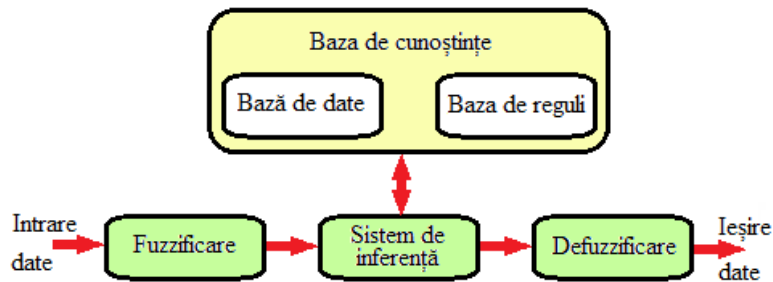 Baza de cunoștințe
Bază de date
Baza de reguli
Intrare
date
Fuzzificare
Sistem de
inferență
Defuzzificare
Ieșire
date